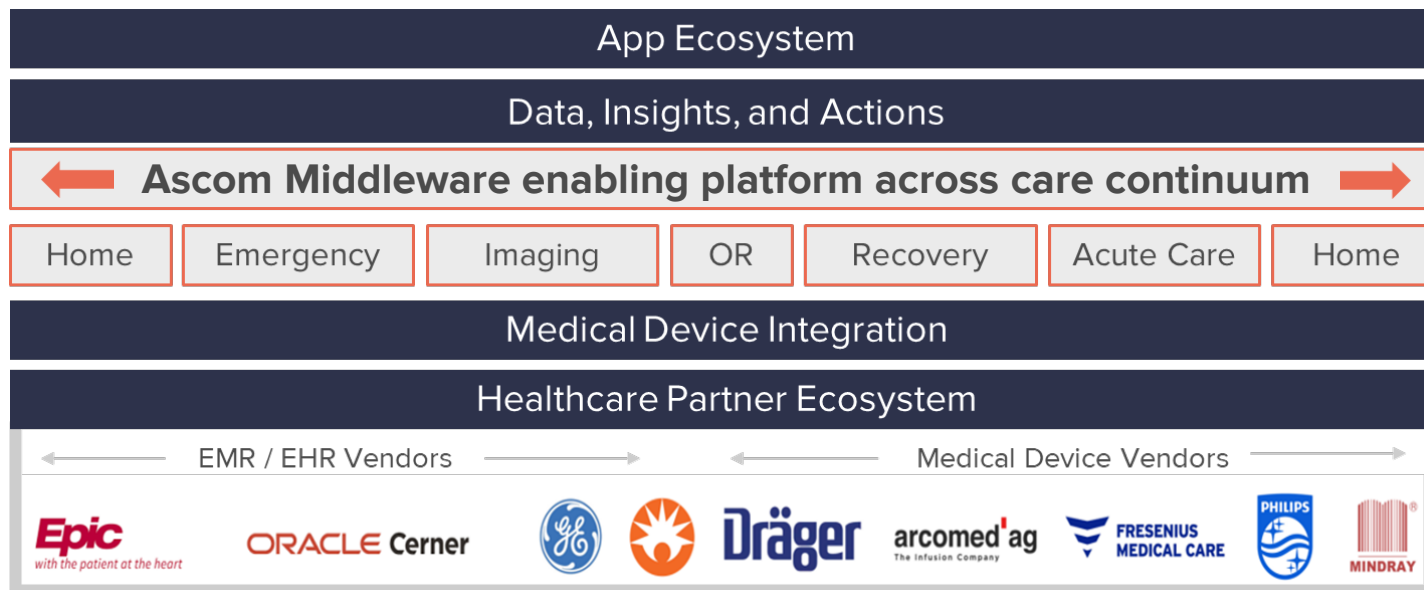 App Ecosystem
Data, Insights, and Actions
Ascom Middleware enabling platform across care continuum
Home Emergency Imaging OR Recovery Acute Care Home
Medical Device Integration
Healthcare Partner Ecosystem
EMR / EHR Vendors Medical Device Vendors
Epic
with the patient at the heart
ORACLE Cerner
GE
Dräger
arcomed'ag
The Infusion Company
FRESENIUS
MEDICAL CARE
PHILIPS
®
MINDRAY